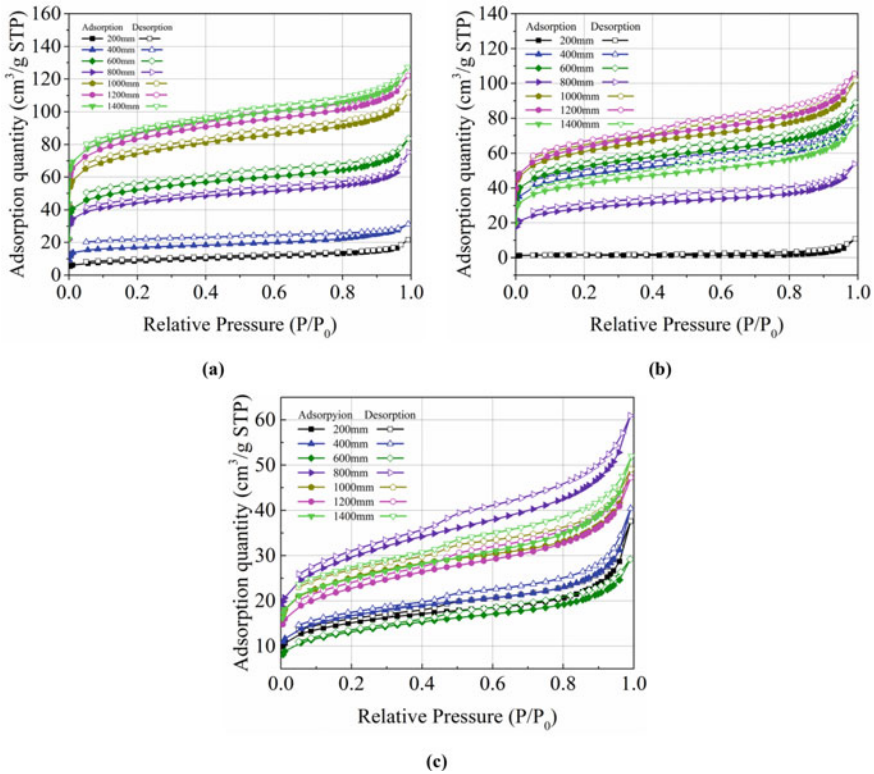 (a)
Adsorption quantity (cm³/g STP)
160
140
120
100
80
60
40
20
0
Adsorption Desorption
200mm
400mm
600mm
800mm
1000mm
1200mm
1400mm
0.0 0.2 0.4 0.6 0.8 1.0
Relative Pressure (P/P₀)
(b)
Adsorption quantity (cm³/g STP)
140
120
100
80
60
40
20
0
Adsorption Desorption
200mm
400mm
600mm
800mm
1000mm
1200mm
1400mm
0.0 0.2 0.4 0.6 0.8 1.0
Relative Pressure (P/P₀)
(c)
Adsorption quantity (cm³/g STP)
60
50
40
30
20
10
Adsorpyion Desorption
200mm
400mm
600mm
800mm
1000mm
1200mm
1400mm
0.0 0.2 0.4 0.6 0.8 1.0
Relative Pressure (P/P₀)